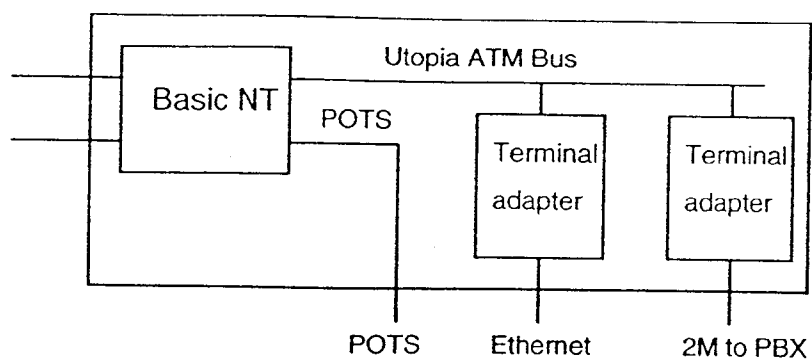 Utopia ATM Bus
Basic NT
POTS
Terminal
adapter
Terminal
adapter
POTS
Ethernet
2M to PBX